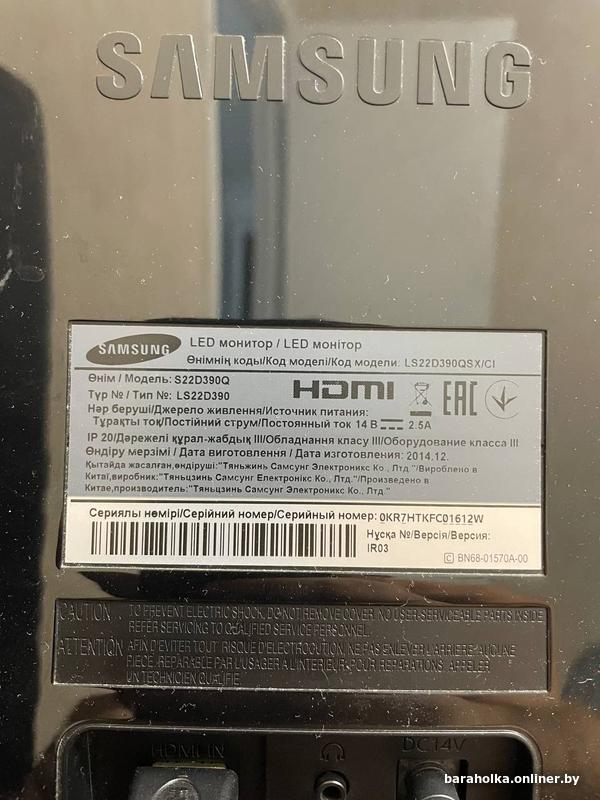 SAMSUNG
SAMSUNG
LED монитор / LED монітор
Өнімнің коды/Код моделі/Код модели: LS22D390QSX/CI
Өнім / Модель: S22D390Q
Түр № / Тип №: LS22D390
HDMI
EAC
Нәр беруші/Джерело живлення/Источник питания:
Тұрақты ток/Постійний струм/Постоянный ток 14 В 2.5A
IP 20/Дәрежелі құрал-жабдық III/Обладнання класу III/Оборудование класса III
Өндіру мерзімі / Дата виготовлення / Дата изготовления: 2014.12.
Қытайда жасалған,өндіруші:"Тяньжинь Самсунг Электроникс Ко., Лтд."/Вироблено в
Китаї,виробник:"Тяньцзинь Самсунг Електронікс Ко., Лтд."/Произведено в
Китае,производитель:"Тяньцзинь Самсунг Электроникс Ко., Лтд."
Сериялы нөмірі/Серійний номер/Серийный номер: 0KR7HTKFC01612W
Нұсқа №/Версія/Версия:
IR03
© BN68-01570A-00
CAUTION : TO PREVENT ELECTRIC SHOCK, DO NOT REMOVE COVER. NO USER SERVICEABLE PARTS INSIDE.
REFER SERVICING TO QUALIFIED SERVICE PERSONNEL.
ATTENTION : AFIN D'EVITER TOUT RISQUE D'ELECTROCUTION, NE PAS ENLEVER L'ARRIERE/AUCUNE
PIECE REPARABLE PAR L'USAGER A L'INTERIEUR/POUR REPARATIONS, APPELER
UN TECHNICIEN QUALIFIE.
HDMI IN
DC14V
baraholka.onliner.by